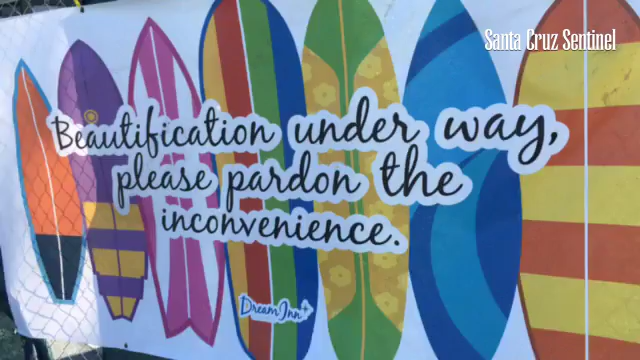 Santa Cruz Sentinel
Beautification under way,
please pardon the
inconvenience.
Dream Inn